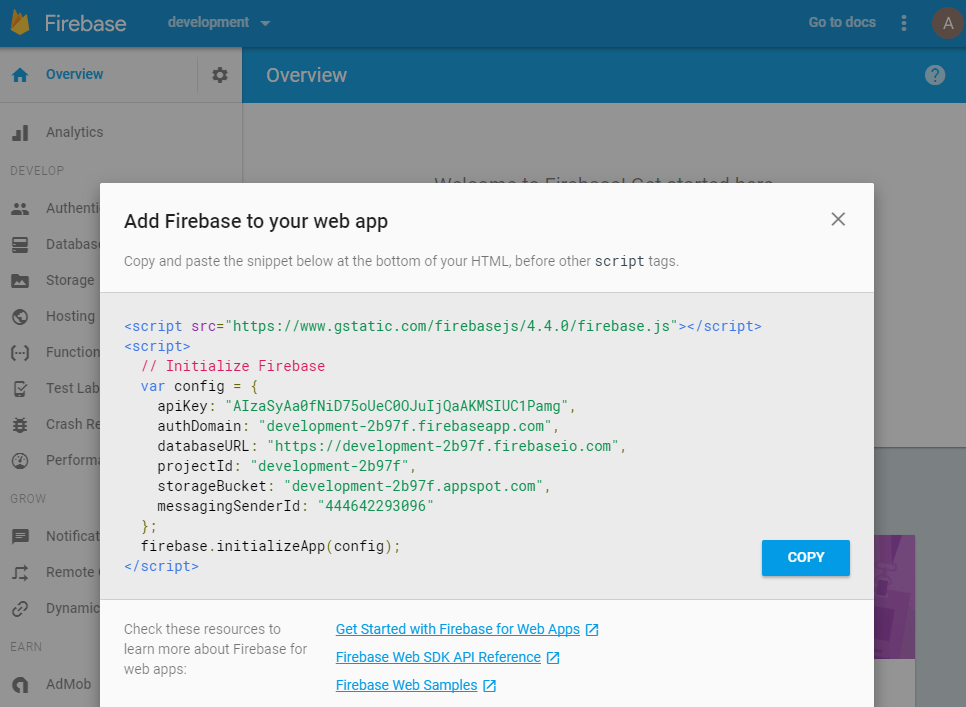 Firebase
development
Go to docs
A
Overview
Overview
?
Analytics
DEVELOP
Welcome to Firebase! Get started here
Authenti
Databas
Storage
Hosting
Function
Test Lab
Crash Re
Performa
GROW
Notificat
Remote
Dynamic
EARN
AdMob
Add Firebase to your web app
Copy and paste the snippet below at the bottom of your HTML, before other script tags.
<script src="https://www.gstatic.com/firebasejs/4.4.0/firebase.js"></script>
<script>
// Initialize Firebase
var config = {
apiKey: "AIzaSyAa0fNiD75oUeC0OJuIjQaAKMSIUC1Pamg",
authDomain: "development-2b97f.firebaseapp.com",
databaseURL: "https://development-2b97f.firebaseio.com",
projectId: "development-2b97f",
storageBucket: "development-2b97f.appspot.com",
messagingSenderId: "444642293096"
};
firebase.initializeApp(config);
</script>
COPY
Check these resources to
learn more about Firebase for
web apps:
Get Started with Firebase for Web Apps
Firebase Web SDK API Reference
Firebase Web Samples